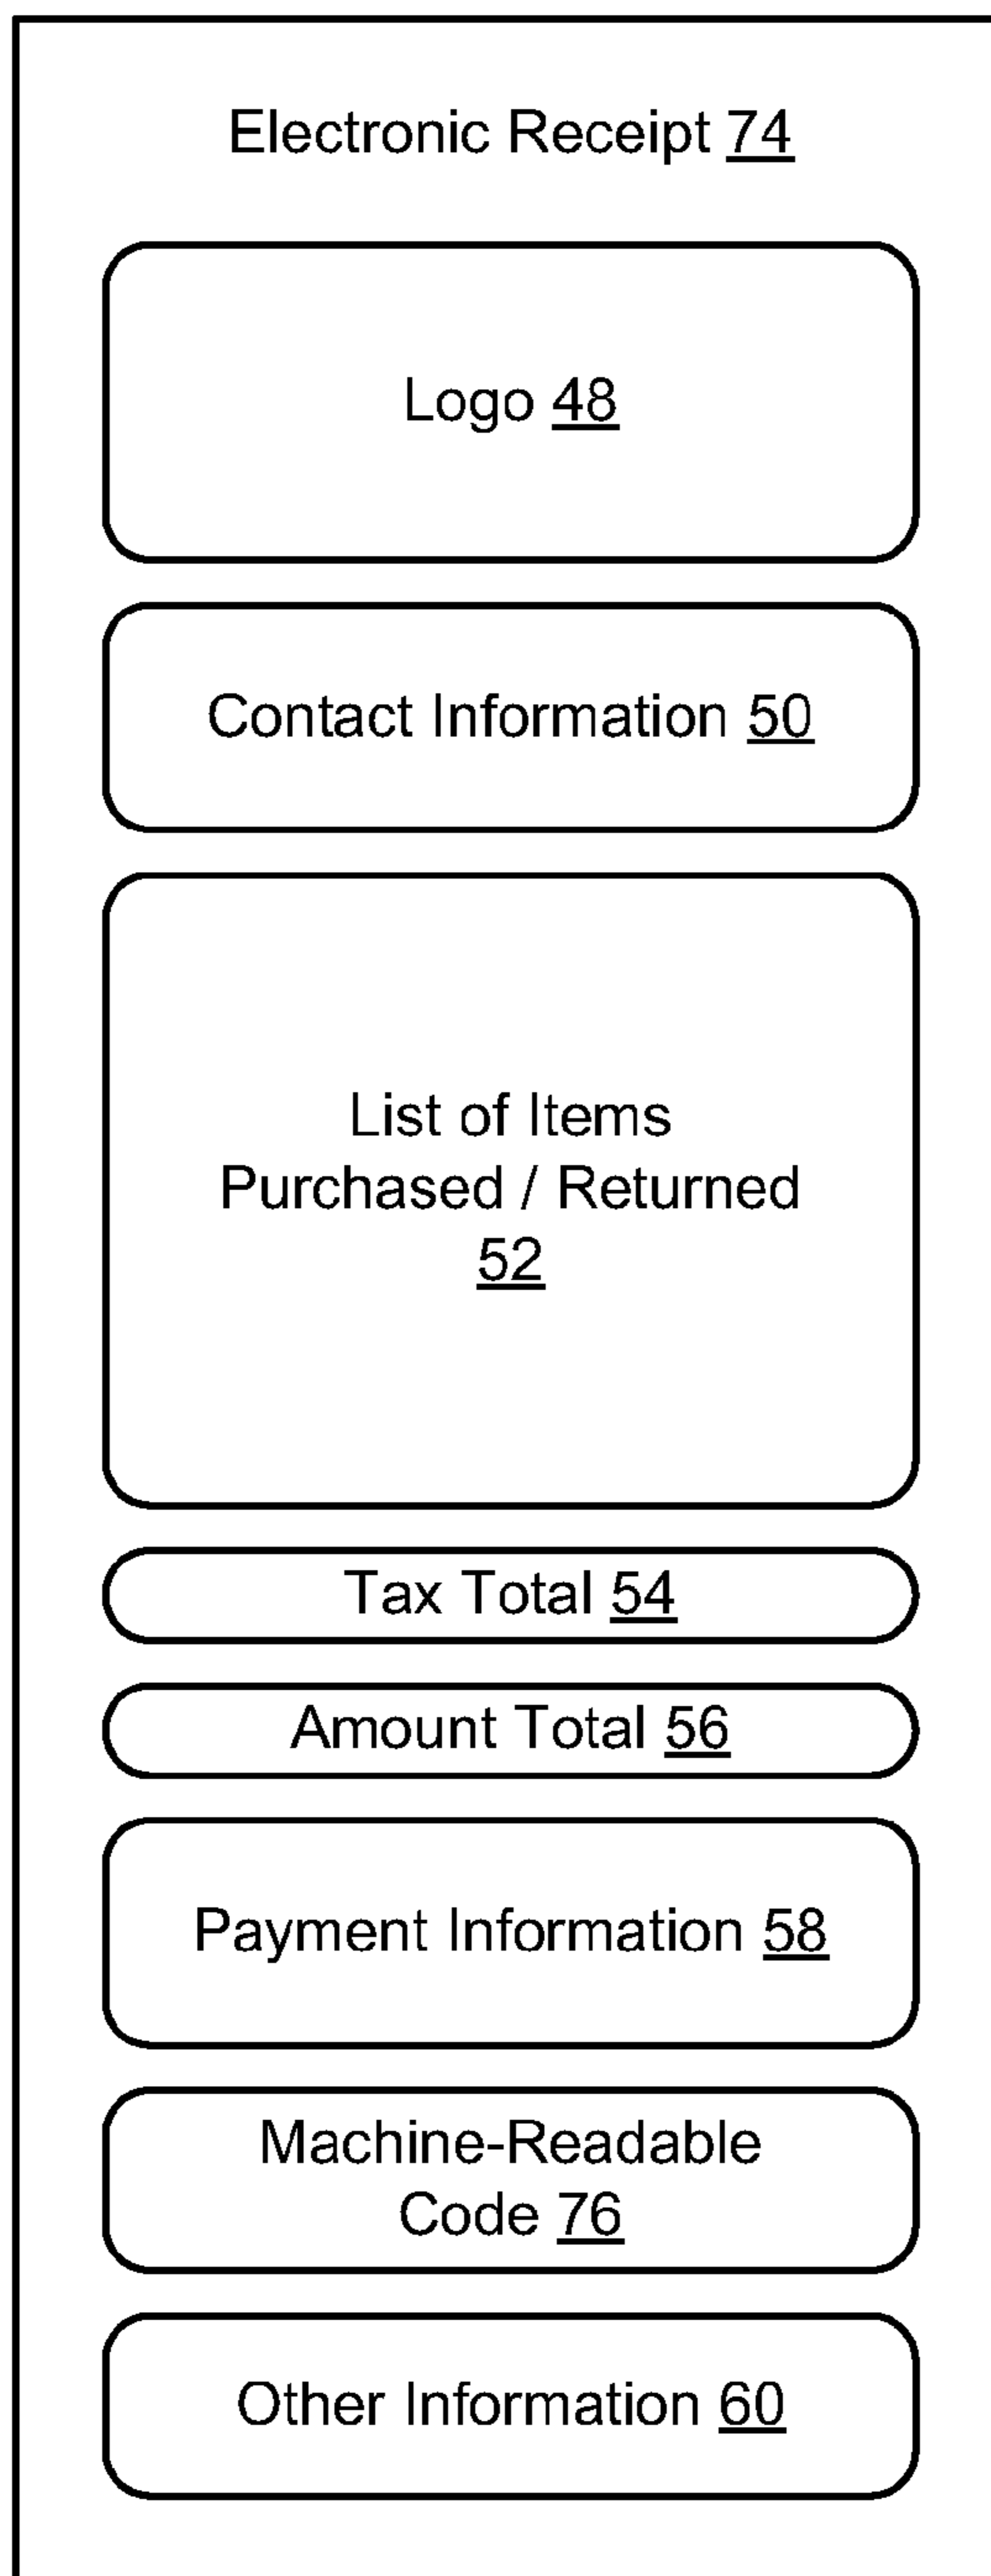 Electronic Receipt 74
Logo 48
Contact Information 50
List of Items
Purchased / Returned
52
Tax Total 54
Amount Total 56
Payment Information 58
Machine-Readable
Code 76
Other Information 60